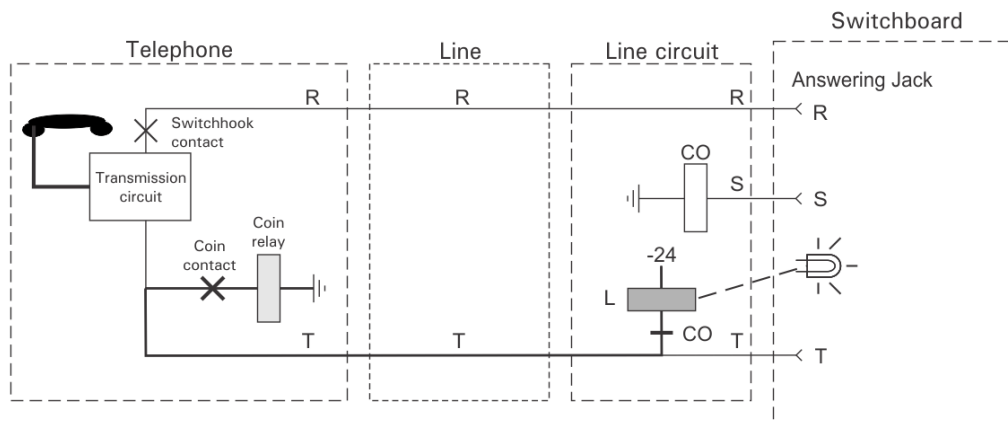 Switchboard
Telephone
Line
Line circuit
Answering Jack
R
R
R
R
Switchhook
contact
Transmission
circuit
CO
S
S
Coin
relay
Coin
contact
-24
L
CO
T
T
T
T